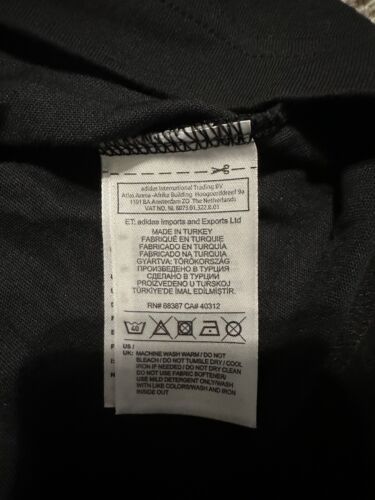 adidas International Trading BV
Atlas Arena -Afrika Building Hoogoorddreef 9a
1101 BA Amsterdam ZO The Netherlands
VAT NO. NL 8073.01.322.B.01
ET: adidas Imports and Exports Ltd
MADE IN TURKEY
FABRIQUÉ EN TURQUIE
FABRICADO EN TURQUÍA
FABRICADO NA TURQUIA
GYÁRTVA: TÖRÖKORSZÁG
ПРОИЗВЕДЕНО В ТУРЦИИ
ПРОИЗВЕДЕНО В ТУРЦИЯ
PROIZVEDENO U TURSKOJ
TÜRKİYE'DE İMAL EDİLMİŞTİR.
RN# 88387 CA# 40312
40
US /
UK: MACHINE WASH WARM / DO NOT
BLEACH / DO NOT TUMBLE DRY / COOL
IRON IF NEEDED / DO NOT DRY CLEAN
DO NOT USE FABRIC SOFTENER/
USE MILD DETERGENT ONLY/WASH
WITH LIKE COLORS/WASH AND IRON
INSIDE OUT